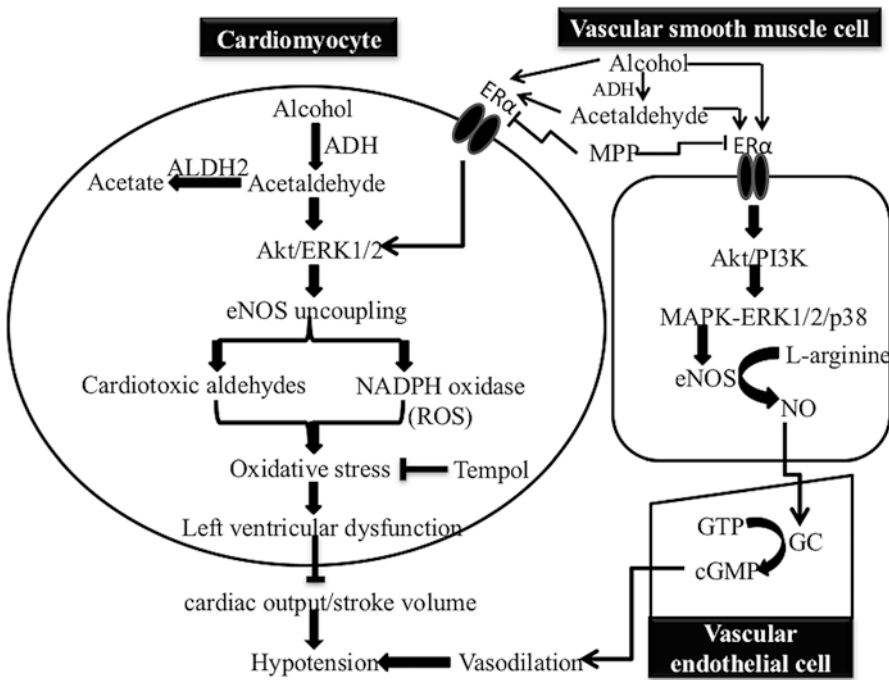 Cardiomyocyte
Alcohol
ADH
ALDH2
Acetate
Acetaldehyde
Akt/ERK1/2
eNOS uncoupling
Cardiotoxic aldehydes
NADPH oxidase
(ROS)
Oxidative stress
Tempol
Left ventricular dysfunction
cardiac output/stroke volume
Hypotension
Vasodilation
Vascular smooth muscle cell
Alcohol
ADH
Acetaldehyde
ERα
MPP
ERα
Akt/PI3K
MAPK-ERK1/2/p38
L-arginine
eNOS
NO
GTP
GC
cGMP
Vascular
endothelial cell